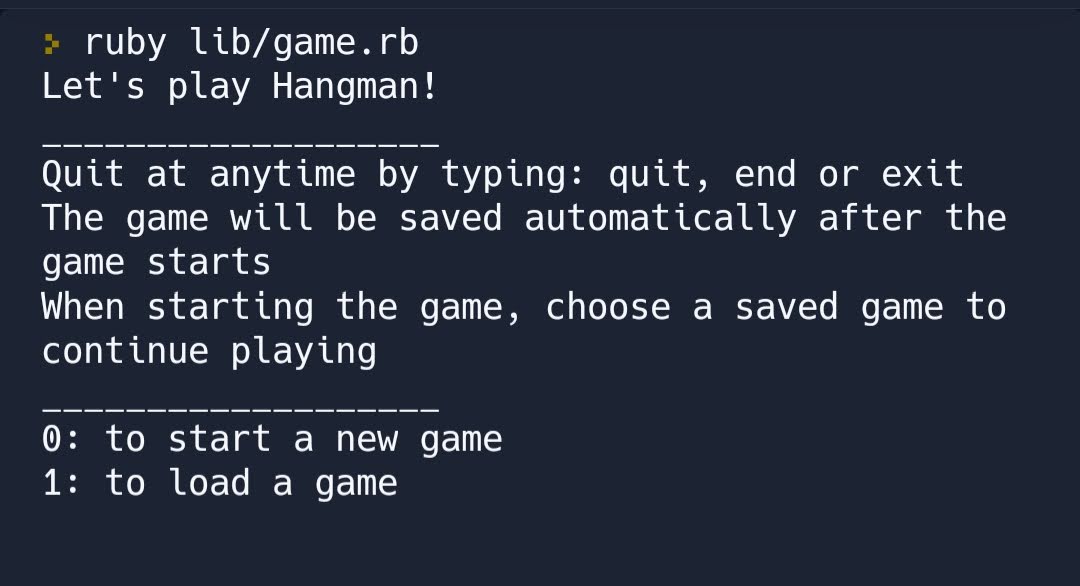 > ruby lib/game.rb
Let's play Hangman!
___________________
Quit at anytime by typing: quit, end or exit
The game will be saved automatically after the
game starts
When starting the game, choose a saved game to
continue playing
___________________
0: to start a new game
1: to load a game